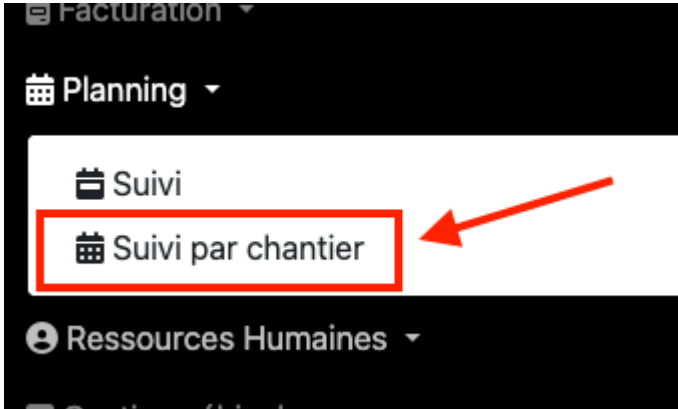 Facturation
Planning
Suivi
Suivi par chantier
Ressources Humaines